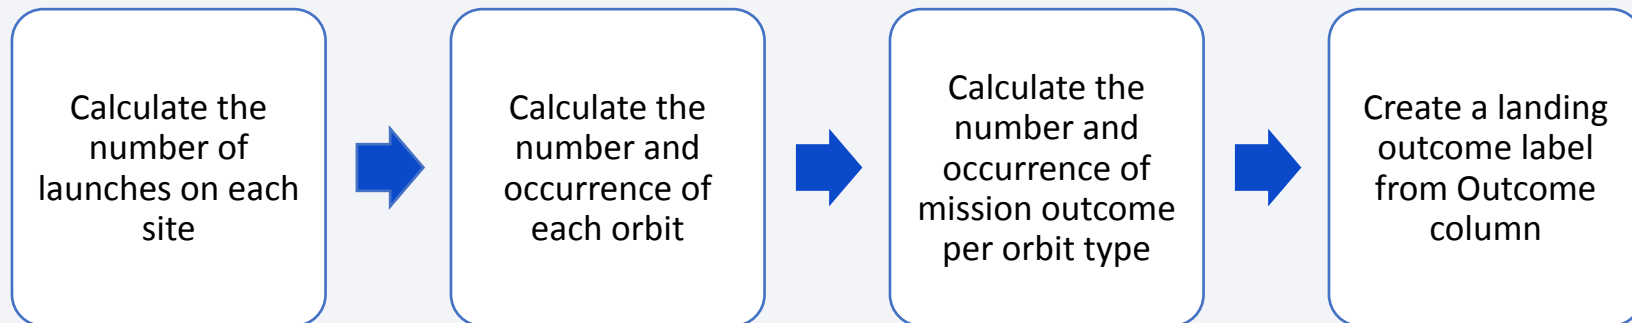 Calculate the
number of
launches on each
site
Calculate the
number and
occurrence of
each orbit
Calculate the
number and
occurrence of
mission outcome
per orbit type
Create a landing
outcome label
from Outcome
column